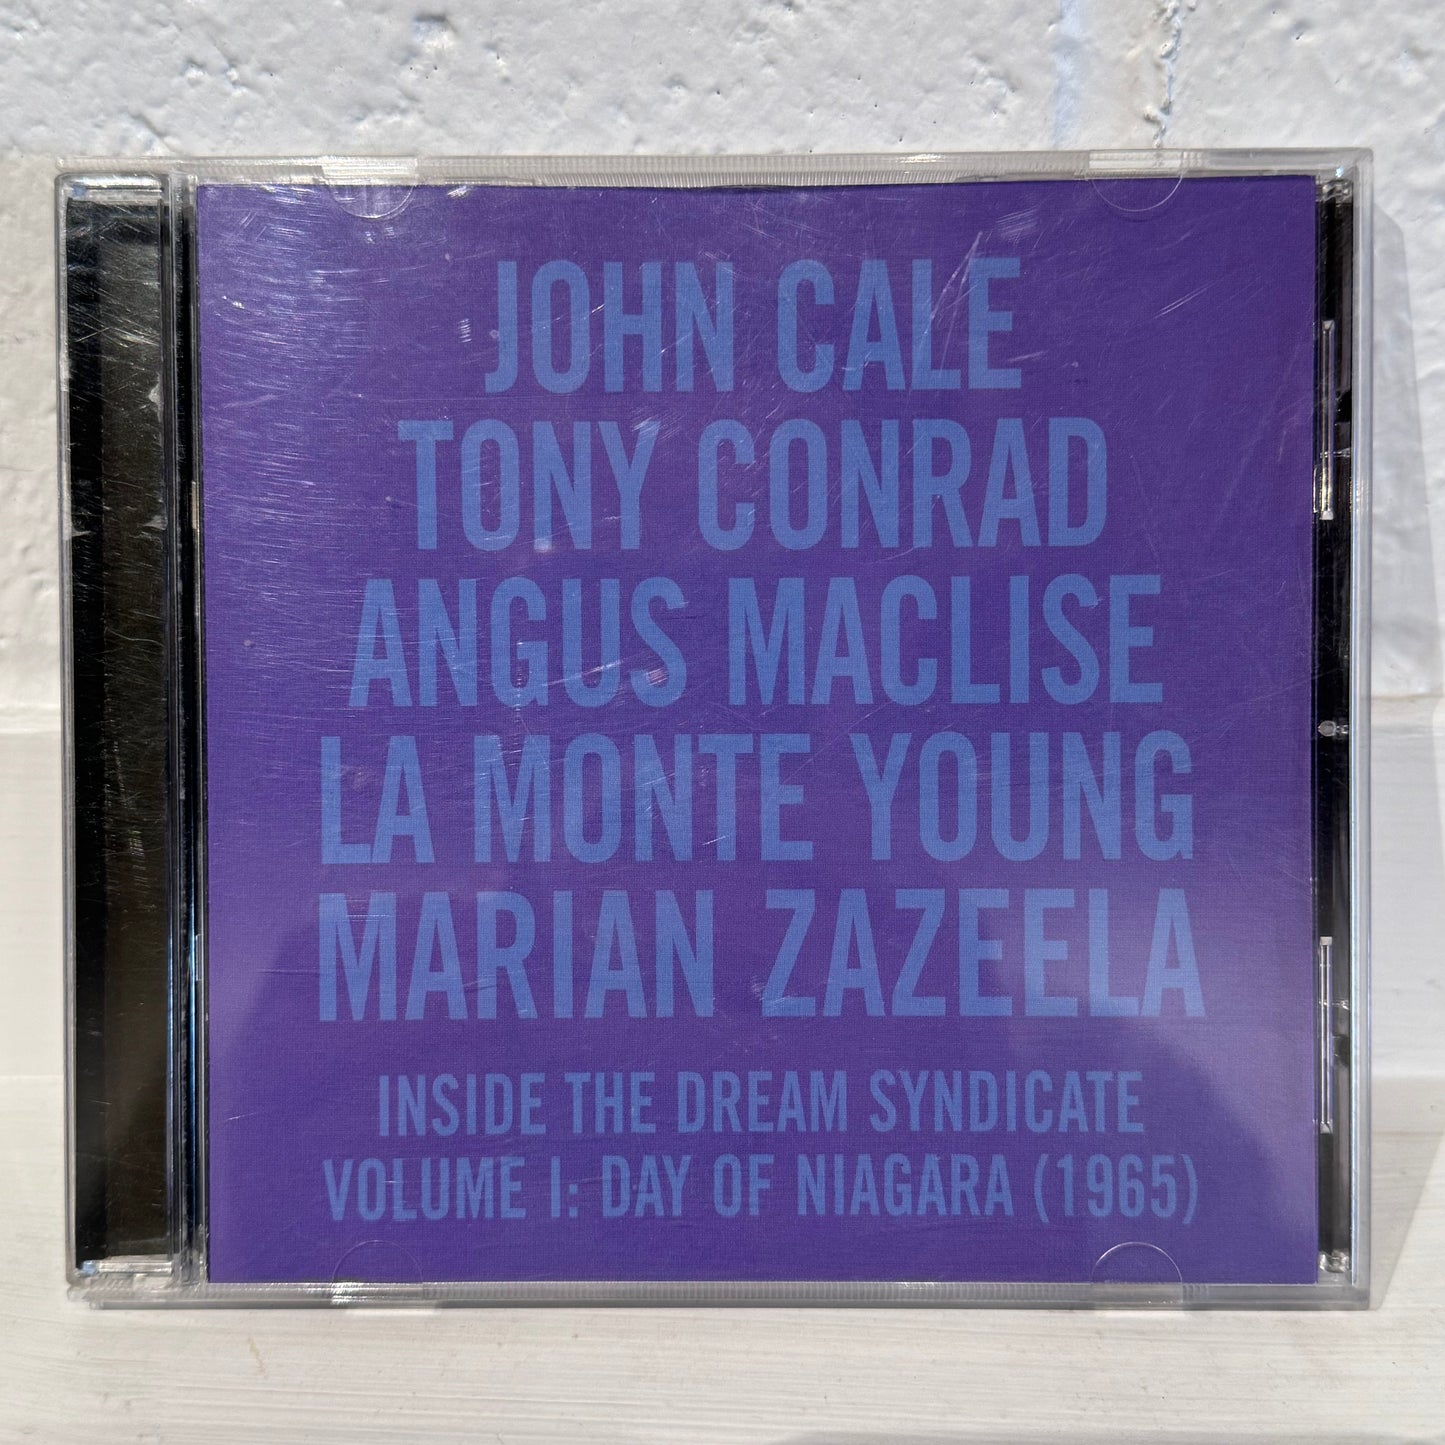 JOHN CALE
TONY CONRAD
ANGUS MACLISE
LA MONTE YOUNG
MARIAN ZAZEELA
INSIDE THE DREAM SYNDICATE
VOLUME I: DAY OF NIAGARA (1965)